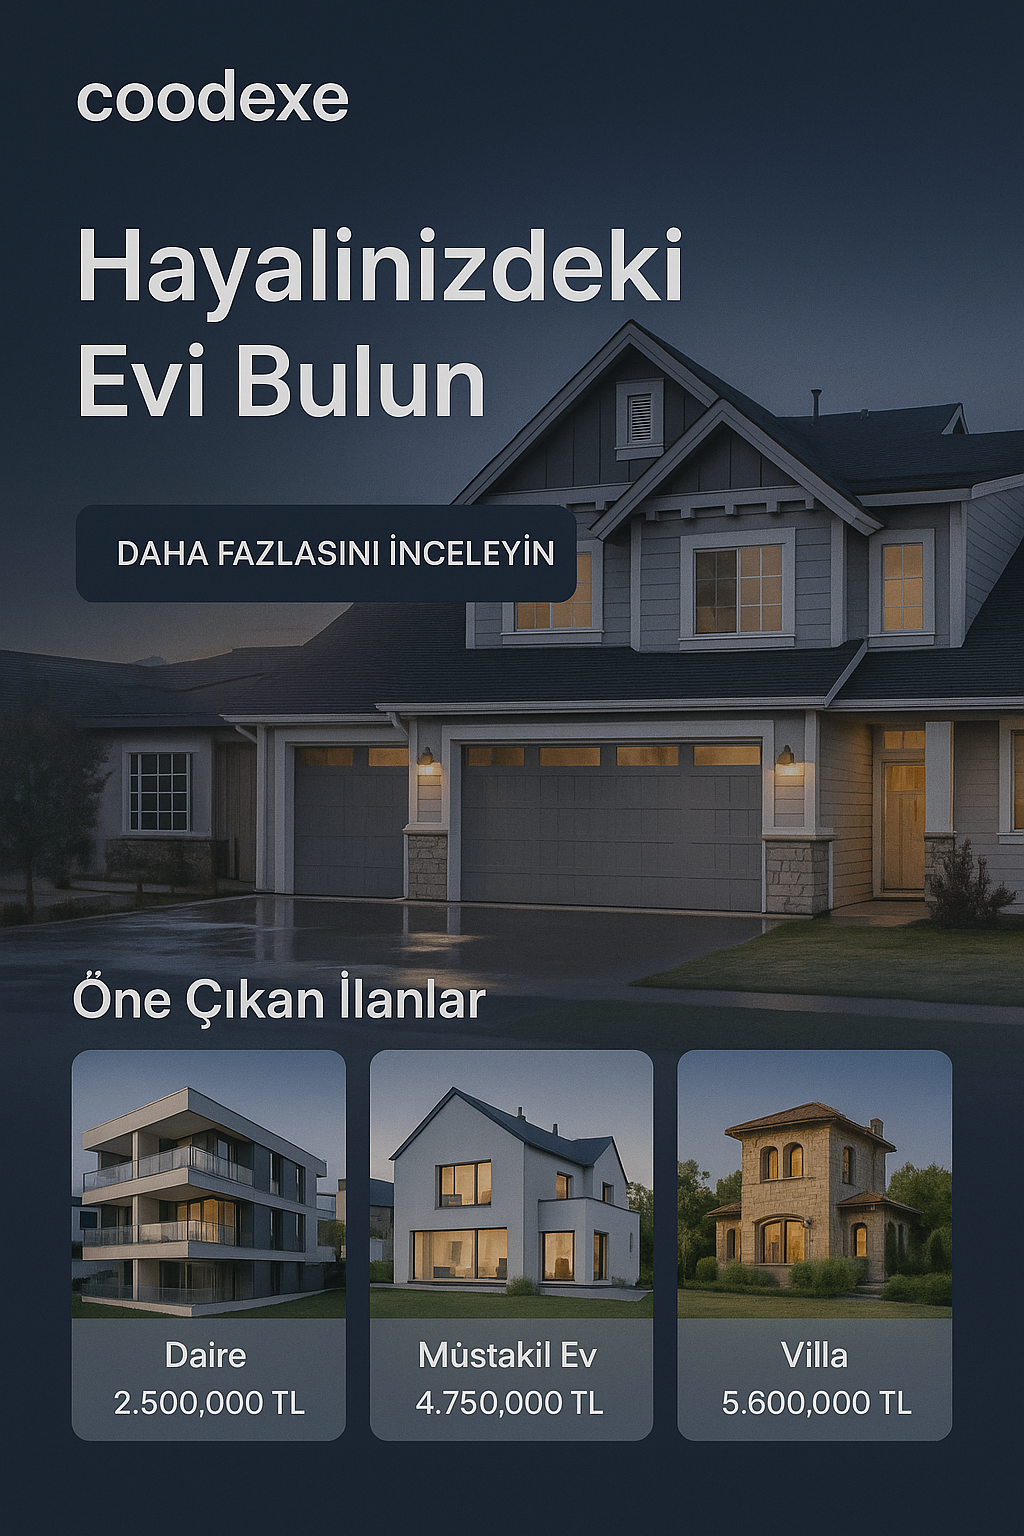 coodexe
Hayalinizdeki
Evi Bulun
DAHA FAZLASINI İNCELEYİN
Öne Çıkan İlanlar
Daire
2.500,000 TL
Müstakil Ev
4.750,000 TL
Villa
5.600,000 TL